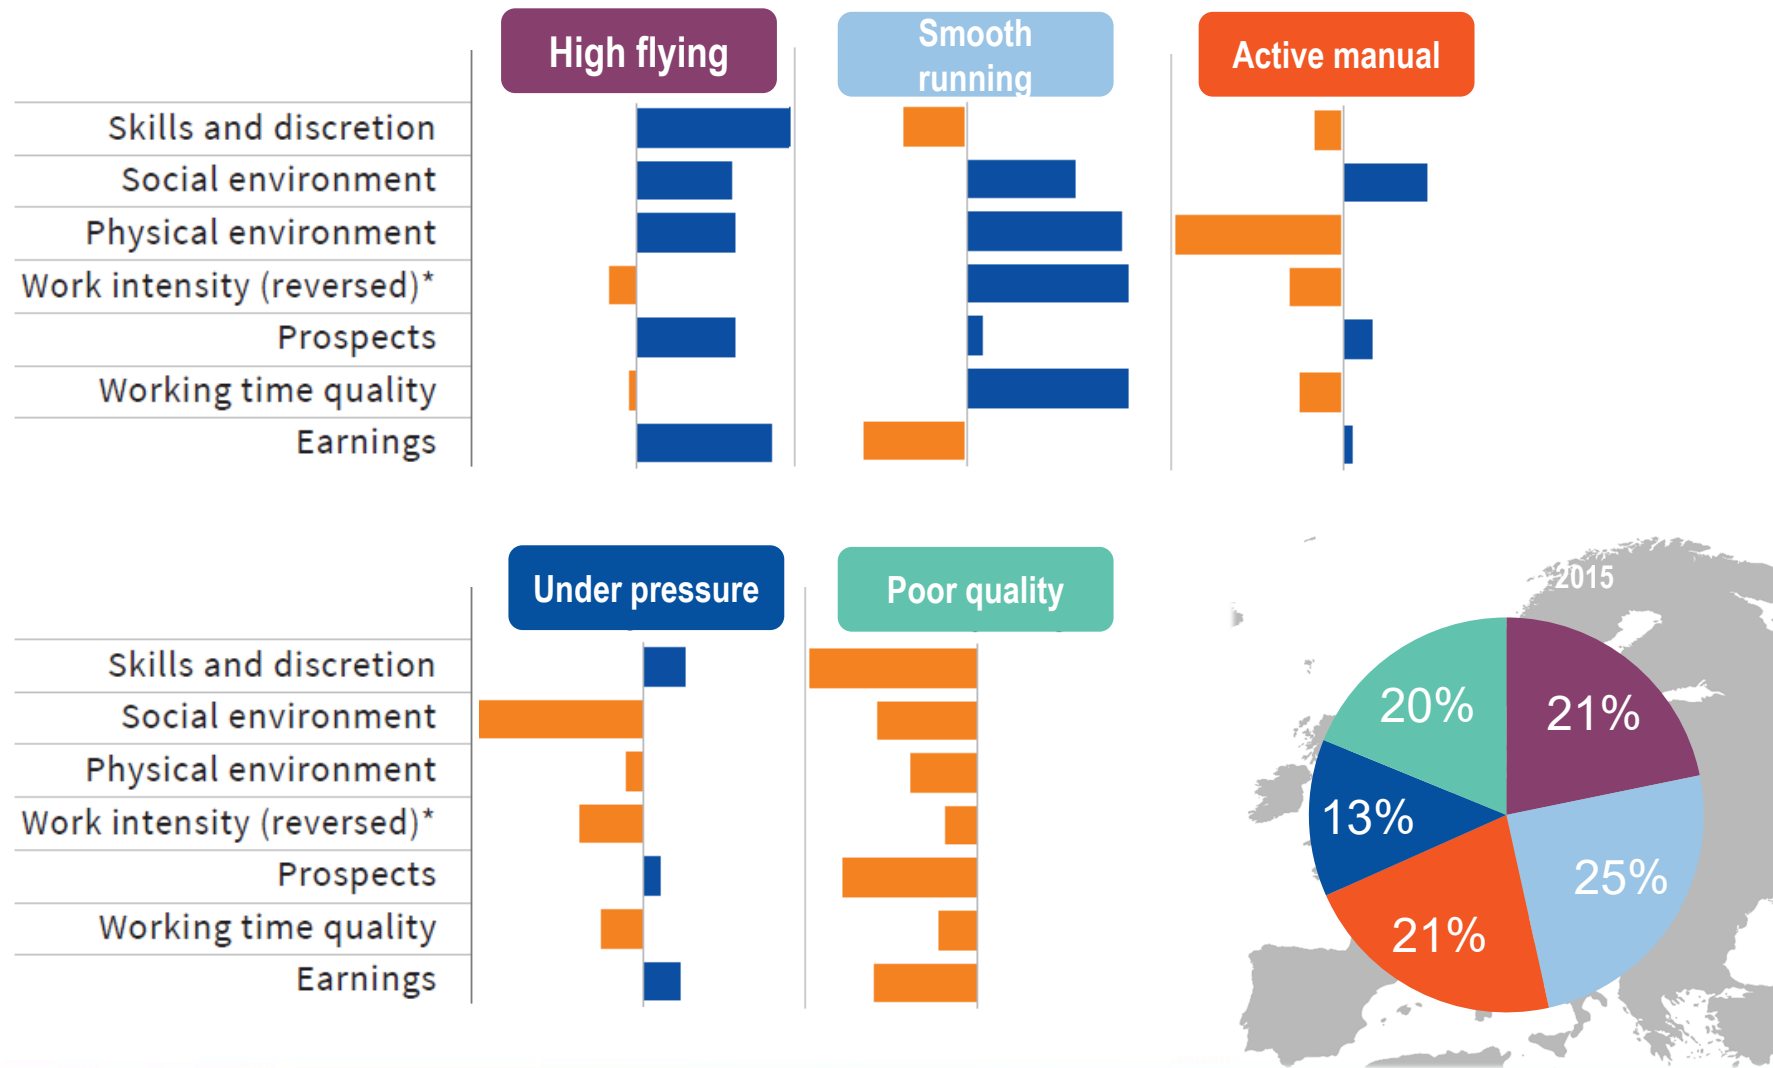 High flying
Smooth
running
Active manual
Skills and discretion
Social environment
Physical environment
Work intensity (reversed)*
Prospects
Working time quality
Earnings
Under pressure
Poor quality
Skills and discretion
Social environment
Physical environment
Work intensity (reversed)*
Prospects
Working time quality
Earnings
2015
20%
21%
13%
25%
21%